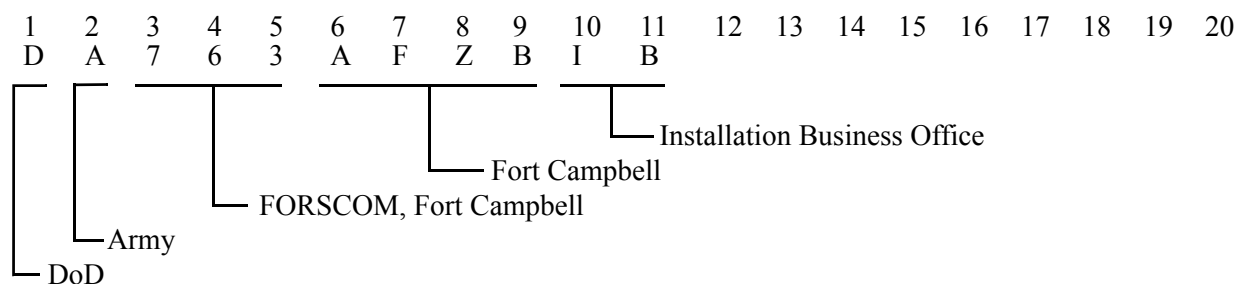 1 2 3 4 5 6 7 8 9 10 11 12 13 14 15 16 17 18 19 20
D A 7 6 3 A F Z B I B
Installation Business Office
Fort Campbell
FORSCOM, Fort Campbell
Army
DoD